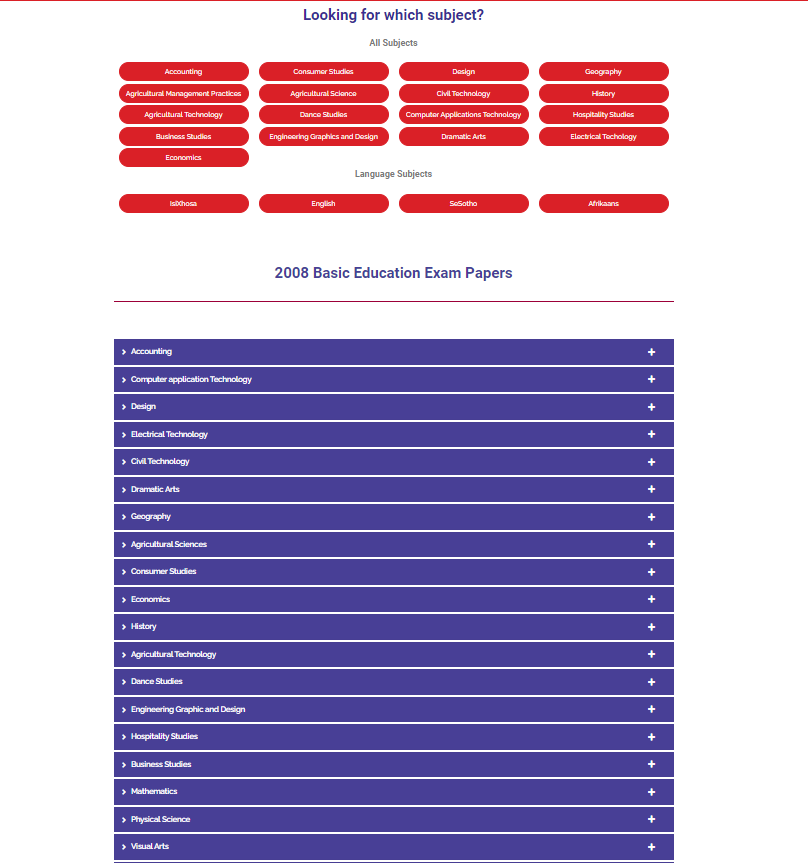 Looking for which subject?
All Subjects
Accounting
Consumer Studies
Design
Geography
Agricultural Management Practices
Agricultural Science
Civil Technology
History
Agricultural Technology
Dance Studies
Computer Applications Technology
Hospitality Studies
Business Studies
Engineering Graphics and Design
Dramatic Arts
Electrical Techology
Economics
Language Subjects
IsiXhosa
English
SeSotho
Afrikaans
2008 Basic Education Exam Papers
Accounting
Computer application Technology
Design
Electrical Technology
Civil Technology
Dramatic Arts
Geography
Agricultural Sciences
Consumer Studies
Economics
History
Agricultural Technology
Dance Studies
Engineering Graphic and Design
Hospitality Studies
Business Studies
Mathematics
Physical Science
Visual Arts